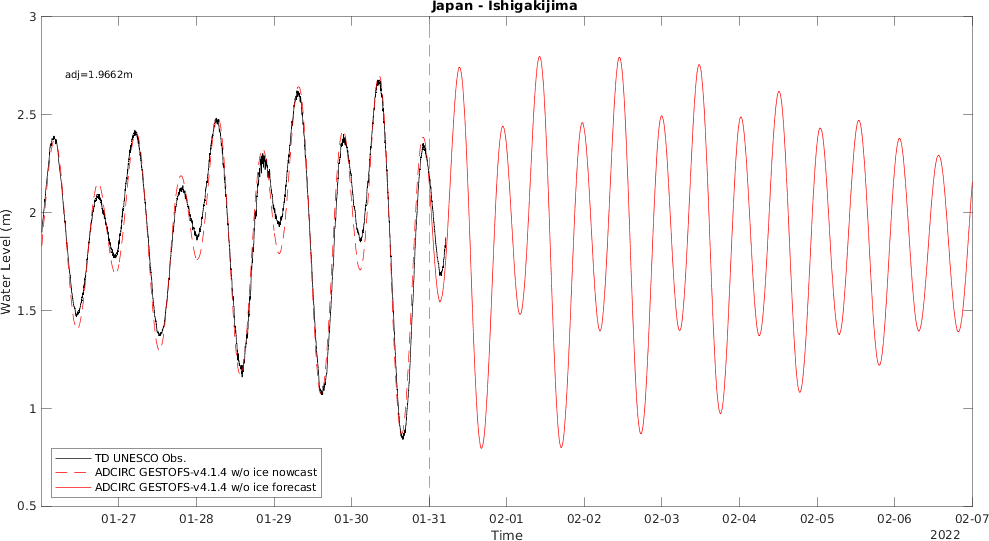 Japan - Ishigakijima
3
adj=1.9662m
2.5
2
1.5
1
0.5
Water Level (m)
TD UNESCO Obs.
ADCIRC GESTOFS-v4.1.4 w/o ice nowcast
ADCIRC GESTOFS-v4.1.4 w/o ice forecast
01-27 01-28 01-29 01-30 01-31 02-01 02-02 02-03 02-04 02-05 02-06 02-07
Time
2022